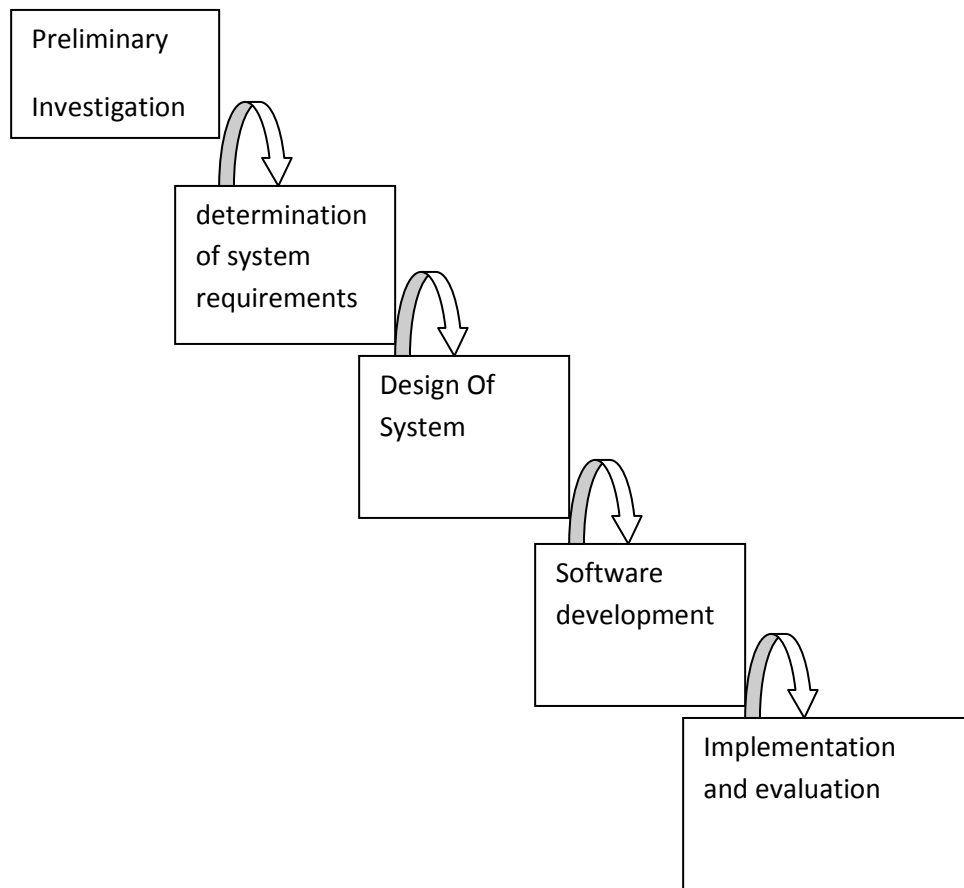 Preliminary
Investigation
determination
of system
requirements
Design Of
System
Software
development
Implementation
and evaluation